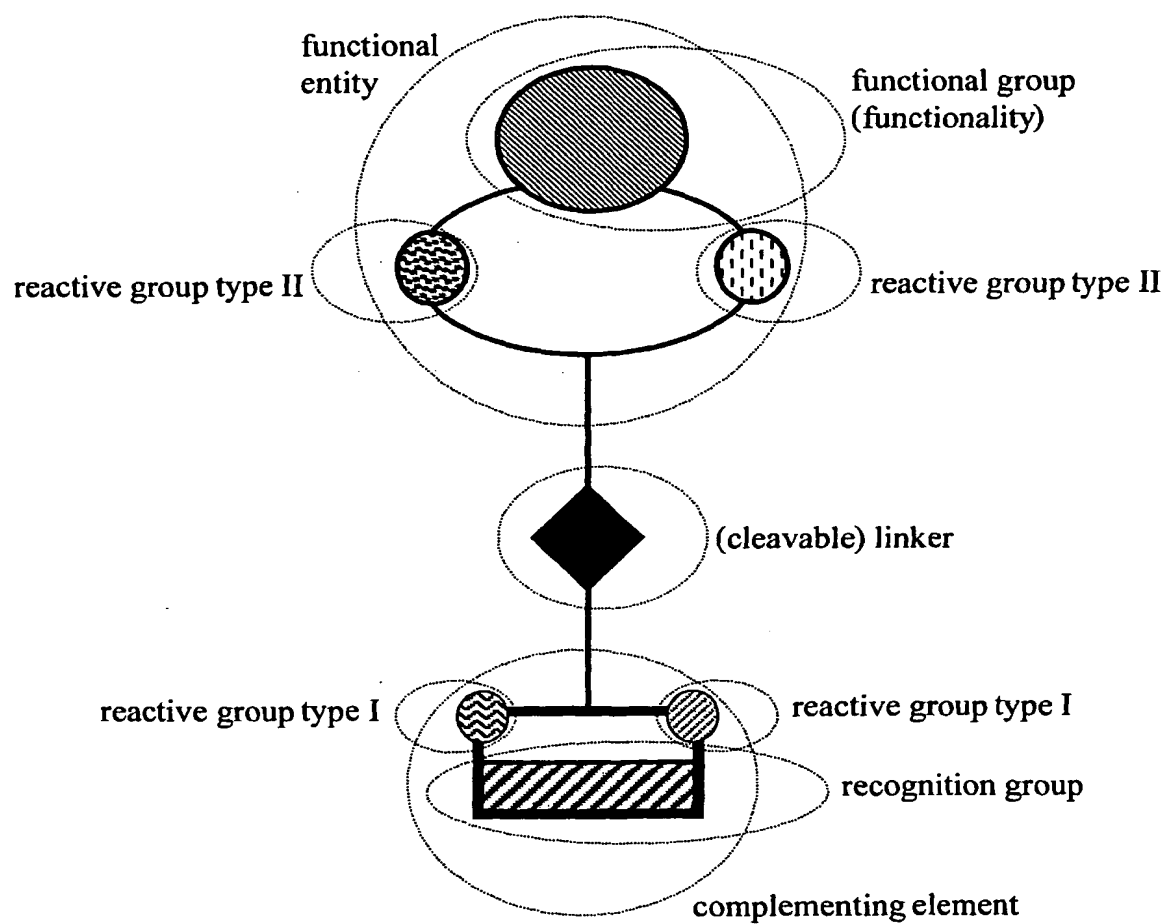 functional
entity
functional group
(functionality)
reactive group type II
reactive group type II
(cleavable) linker
reactive group type I
reactive group type I
recognition group
complementing element